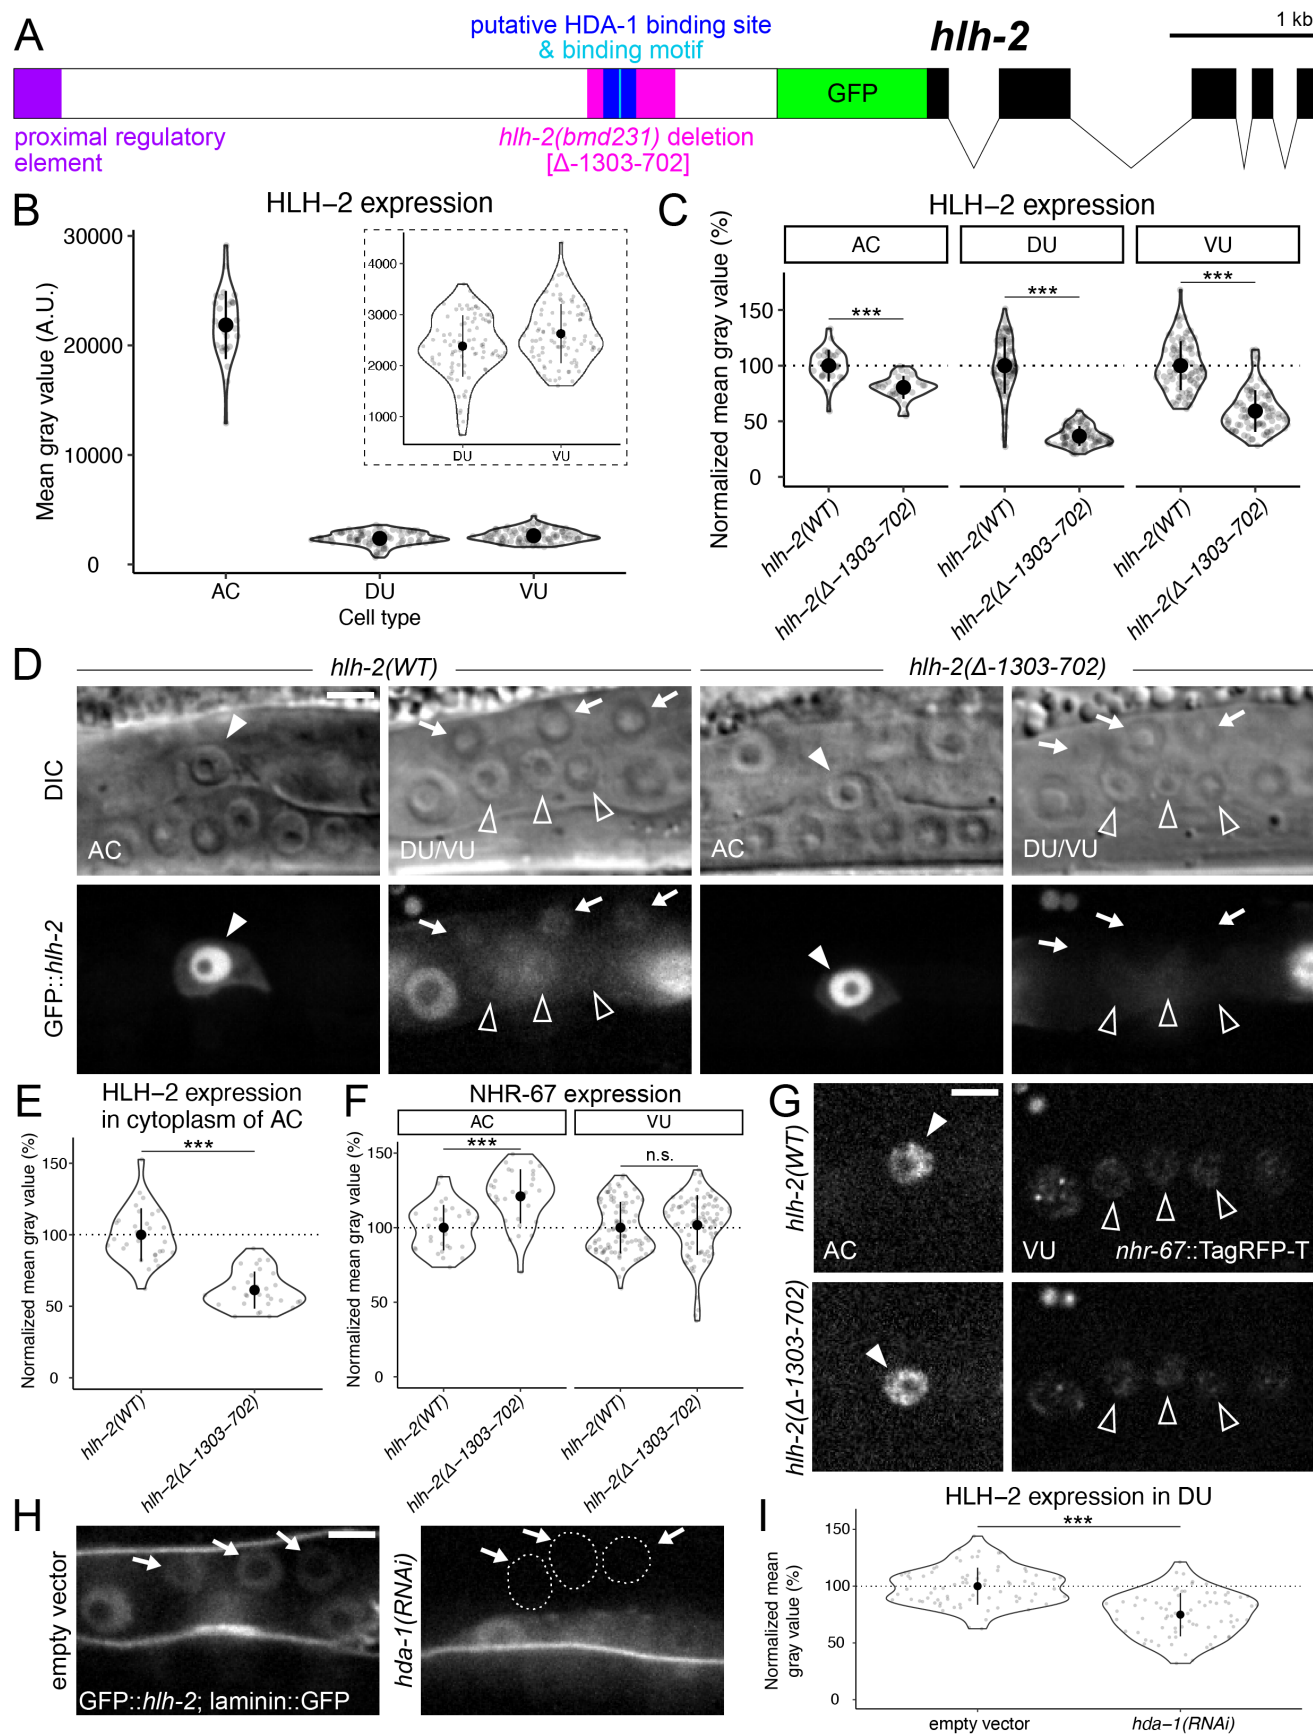 A
putative HDA-1 binding site
& binding motif
hlh-2
1 kb
GFP
proximal regulatory
element
hlh-2(bmd231) deletion
[Δ-1303-702]
B
HLH−2 expression
Mean gray value (A.U.)
30000
20000
10000
0
4000
3000
2000
1000
DU
VU
AC
DU
VU
Cell type
C
HLH−2 expression
Normalized mean gray value (%)
AC
DU
VU
150
100
50
0
***
***
***
hlh−2(WT)
hlh−2(Δ−1303−702)
hlh−2(WT)
hlh−2(Δ−1303−702)
hlh−2(WT)
hlh−2(Δ−1303−702)
D
hlh-2(WT)
hlh-2(Δ-1303-702)
DIC
AC
DU/VU
AC
DU/VU
GFP::hlh-2
E
HLH−2 expression
in cytoplasm of AC
Normalized mean gray value (%)
***
150
100
50
0
hlh−2(WT)
hlh−2(Δ−1303−702)
F
NHR-67 expression
Normalized mean gray value (%)
AC
VU
***
n.s.
150
100
50
0
hlh−2(WT)
hlh−2(Δ−1303−702)
hlh−2(WT)
hlh−2(Δ−1303−702)
G
hlh-2(WT)
AC
VU
nhr-67::TagRFP-T
hlh-2(Δ-1303-702)
H
empty vector
GFP::hlh-2; laminin::GFP
hda-1(RNAi)
I
HLH−2 expression in DU
Normalized mean
gray value (%)
***
150
100
50
0
empty vector
hda−1(RNAi)